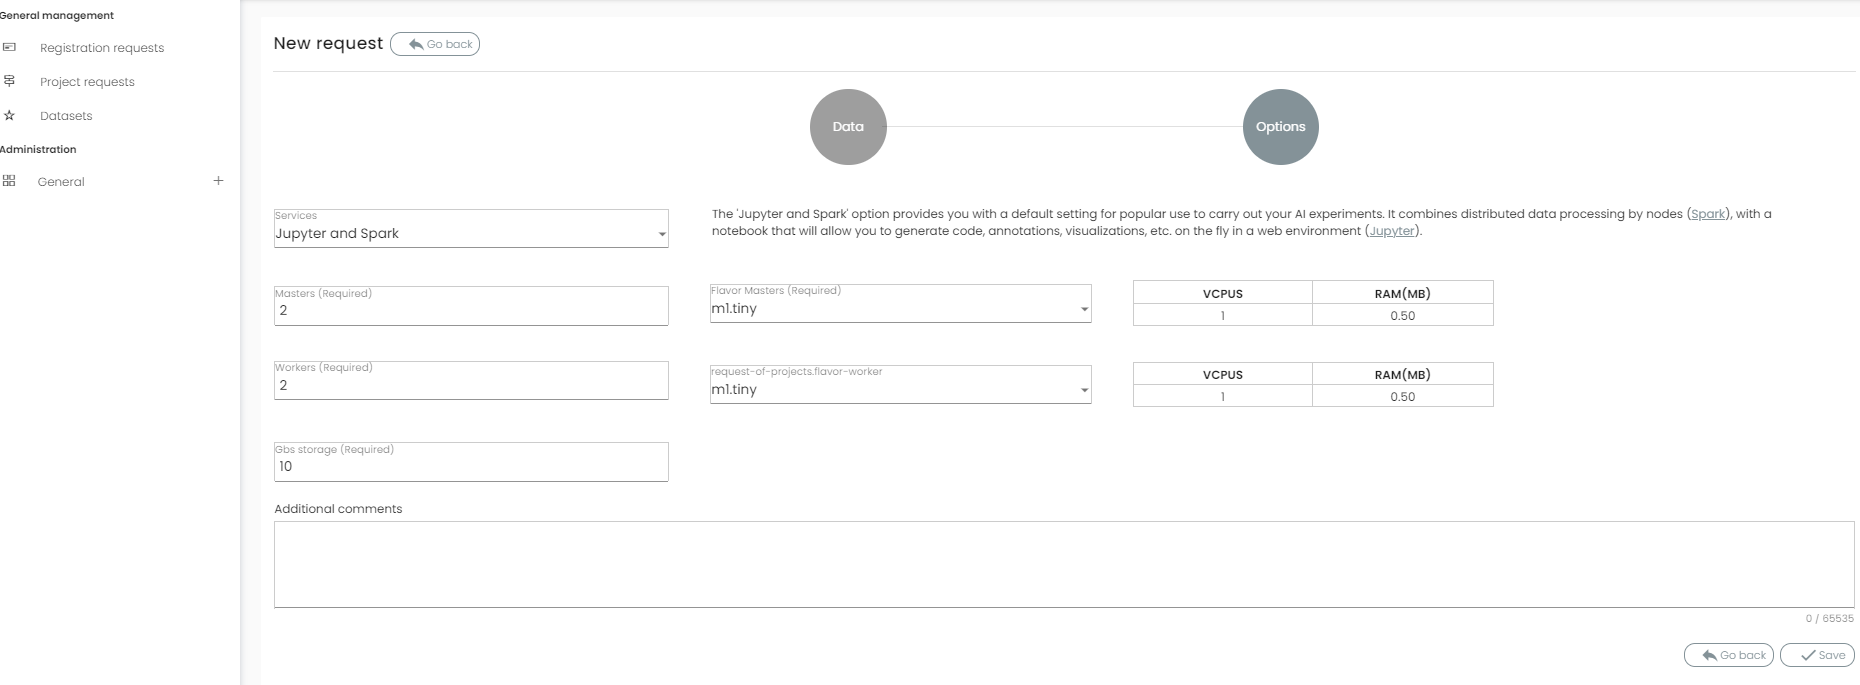 General management
Registration requests
Project requests
Datasets
Administration
General
New request
Go back
Data
Options
Services
Jupyter and Spark
The 'Jupyter and Spark' option provides you with a default setting for popular use to carry out your AI experiments. It combines distributed data processing by nodes (Spark), with a
notebook that will allow you to generate code, annotations, visualizations, etc. on the fly in a web environment (Jupyter).
Masters (Required)
2
Flavor Masters (Required)
m1.tiny
VCPUS RAM(MB)
1 0.50
Workers (Required)
2
request-of-projects.flavor-worker
m1.tiny
VCPUS RAM(MB)
1 0.50
Gbs storage (Required)
10
Additional comments
0 / 65535
Go back
Save